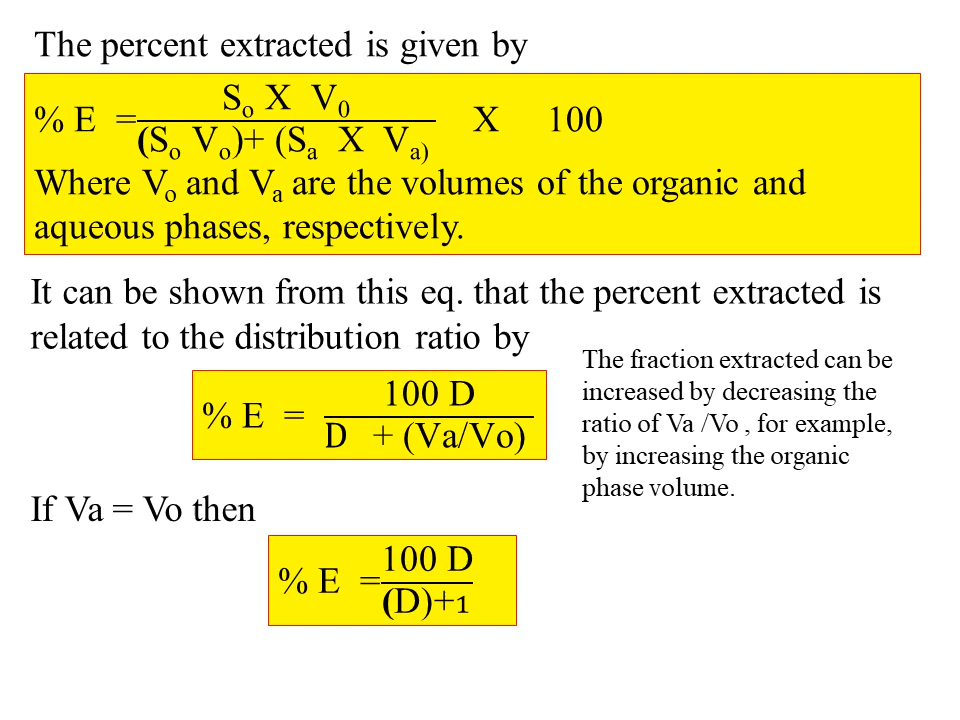 The percent extracted is given by
% E = So X V0 X 100
(So Vo)+ (Sa X Va)
Where Vo and Va are the volumes of the organic and
aqueous phases, respectively.
It can be shown from this eq. that the percent extracted is
related to the distribution ratio by
100 D
% E =
D + (Va/Vo)
The fraction extracted can be
increased by decreasing the
ratio of Va /Vo , for example,
by increasing the organic
phase volume.
If Va = Vo then
100 D
% E =
(D)+1